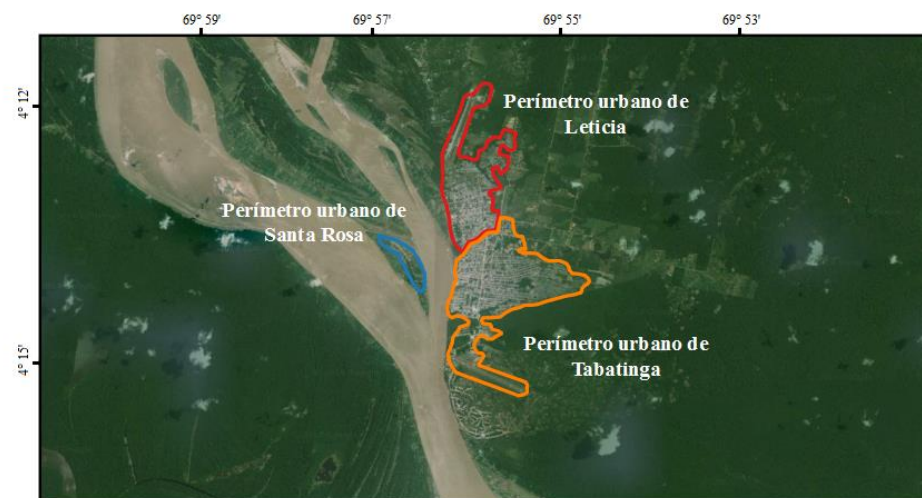 69° 59'
69° 57'
69° 55'
69° 53'
4° 12'
Perímetro urbano de
Leticia
Perímetro urbano de
Santa Rosa
Perímetro urbano de
Tabatinga
4° 15'